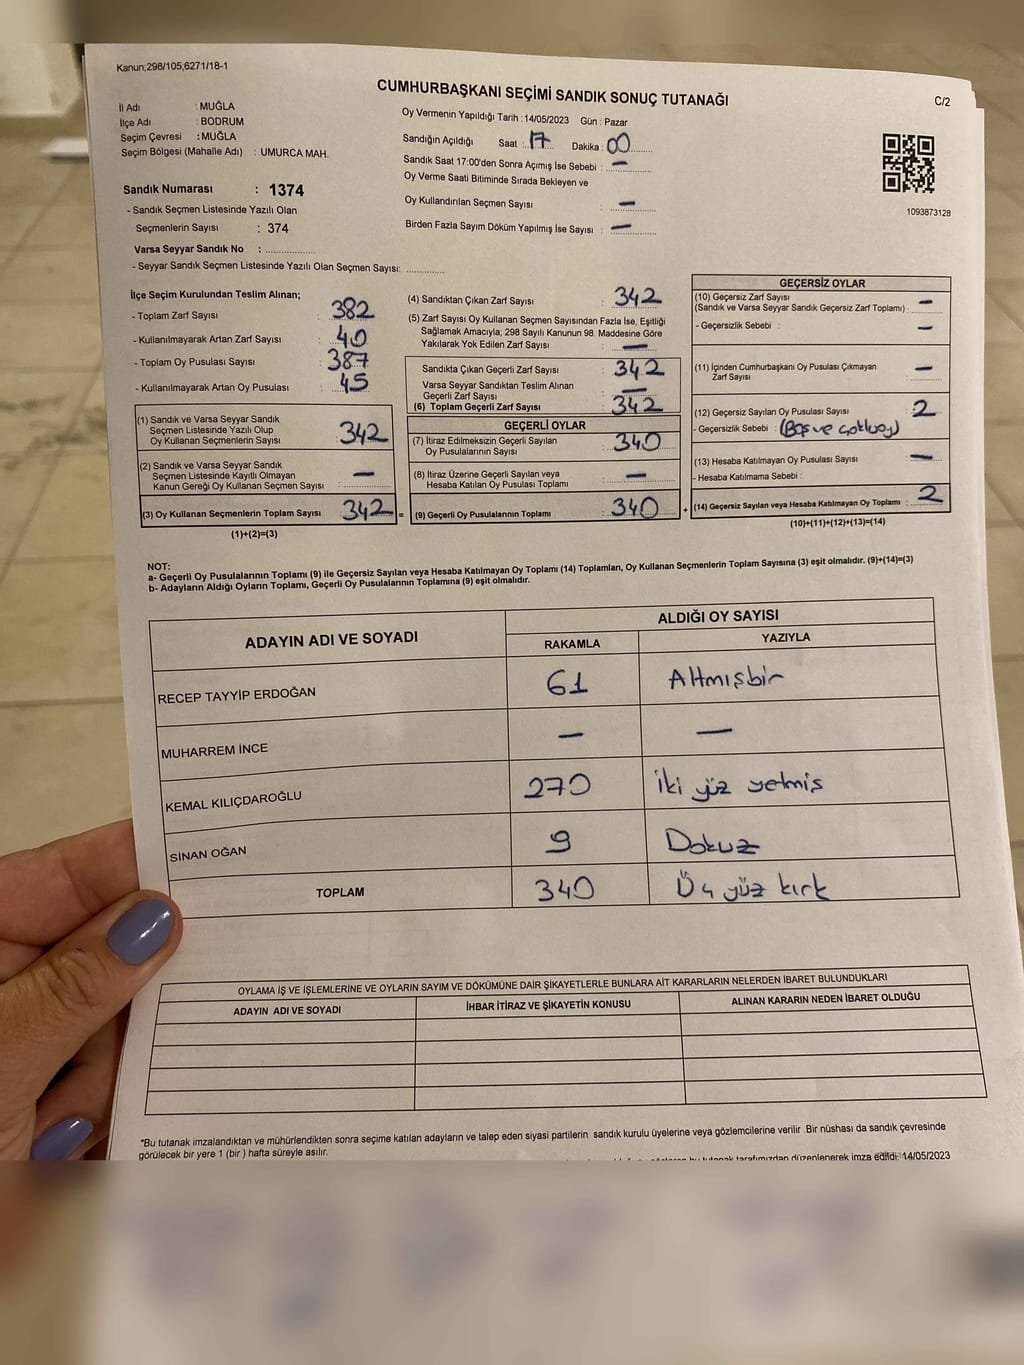 Kanun;298/105;6271/18-1
CUMHURBAŞKANI SEÇİMİ SANDIK SONUÇ TUTANAĞI
C/2
İl Adı : MUĞLA
İlçe Adı : BODRUM
Seçim Çevresi : MUĞLA
Seçim Bölgesi (Mahalle Adı) : UMURCA MAH.
Sandık Numarası : 1374
- Sandık Seçmen Listesinde Yazılı Olan
Seçmenlerin Sayısı : 374
Varsa Seyyar Sandık No : ..............
- Seyyar Sandık Seçmen Listesinde Yazılı Olan Seçmen Sayısı: ............
Oy Vermenin Yapıldığı Tarih : 14/05/2023 Gün : Pazar
Sandığın Açıldığı Saat : 17 Dakika : 00
Sandık Saat 17:00'den Sonra Açımış İse Sebebi : —
Oy Verme Saati Bitiminde Sırada Bekleyen ve
Oy Kullandırılan Seçmen Sayısı : —
Birden Fazla Sayım Döküm Yapılmış İse Sayısı : —
1093873128
İlçe Seçim Kurulundan Teslim Alınan;
- Toplam Zarf Sayısı : 382
- Kullanılmayarak Artan Zarf Sayısı : 40
- Toplam Oy Pusulası Sayısı : 387
- Kullanılmayarak Artan Oy Pusulası : 45
(1) Sandık ve Varsa Seyyar Sandık
Seçmen Listesinde Yazılı Olup
Oy Kullanan Seçmenlerin Sayısı : 342
(2) Sandık ve Varsa Seyyar Sandık
Seçmen Listesinde Kayıtlı Olmayan
Kanun Gereği Oy Kullanan Seçmen Sayısı : —
(3) Oy Kullanan Seçmenlerin Toplam Sayısı : 342 =
(1)+(2)=(3)
(4) Sandıktan Çıkan Zarf Sayısı : 342
(5) Zarf Sayısı Oy Kullanan Seçmen Sayısından Fazla İse, Eşitliği
Sağlamak Amacıyla; 298 Sayılı Kanunun 98. Maddesine Göre
Yakılarak Yok Edilen Zarf Sayısı : —
Sandıkta Çıkan Geçerli Zarf Sayısı : 342
Varsa Seyyar Sandıktan Teslim Alınan
Geçerli Zarf Sayısı : —
(6) Toplam Geçerli Zarf Sayısı : 342
GEÇERLİ OYLAR
(7) İtiraz Edilmeksizin Geçerli Sayılan
Oy Pusulalarının Sayısı : 340
(8) İtiraz Üzerine Geçerli Sayılan veya
Hesaba Katılan Oy Pusulası Toplamı : —
(9) Geçerli Oy Pusulalarının Toplamı : 340 +
GEÇERSİZ OYLAR
(10) Geçersiz Zarf Sayısı
(Sandık ve Varsa Seyyar Sandık Geçersiz Zarf Toplamı) : —
- Geçersizlik Sebebi : —
(11) İçinden Cumhurbaşkanı Oy Pusulası Çıkmayan
Zarf Sayısı : —
(12) Geçersiz Sayılan Oy Pusulası Sayısı : 2
- Geçersizlik Sebebi : (Boş ve çokluoy)
(13) Hesaba Katılmayan Oy Pusulası Sayısı : —
- Hesaba Katılmama Sebebi :
(14) Geçersiz Sayılan veya Hesaba Katılmayan Oy Toplamı : 2
(10)+(11)+(12)+(13)=(14)
NOT:
a- Geçerli Oy Pusulalarının Toplamı (9) ile Geçersiz Sayılan veya Hesaba Katılmayan Oy Toplamı (14) Toplamları, Oy Kullanan Seçmenlerin Toplam Sayısına (3) eşit olmalıdır. (9)+(14)=(3)
b- Adayların Aldığı Oyların Toplamı, Geçerli Oy Pusulalarının Toplamına (9) eşit olmalıdır.
ADAYIN ADI VE SOYADI
ALDIĞI OY SAYISI
RAKAMLA YAZIYLA
RECEP TAYYİP ERDOĞAN 61 Altmışbir
MUHARREM İNCE — —
KEMAL KILIÇDAROĞLU 270 İki yüz yetmiş
SİNAN OĞAN 9 Dokuz
TOPLAM 340 Üç yüz kırk
OYLAMA İŞ VE İŞLEMLERİNE VE OYLARIN SAYIM VE DÖKÜMÜNE DAİR ŞİKAYETLERLE BUNLARA AİT KARARLARIN NELERDEN İBARET BULUNDUKLARI
ADAYIN ADI VE SOYADI İHBAR İTİRAZ VE ŞİKAYETİN KONUSU ALINAN KARARIN NEDEN İBARET OLDUĞU
*Bu tutanak imzalandıktan ve mühürlendikten sonra seçime katılan adayların ve talep eden siyasi partilerin sandık kurulu üyelerine veya gözlemcilerine verilir .Bir nüshası da sandık çevresinde
görülecek bir yere 1 (bir ) hafta süreyle asılır.
bu tutanak tarafımızdan düzenlenerek imza edildi. 14/05/2023